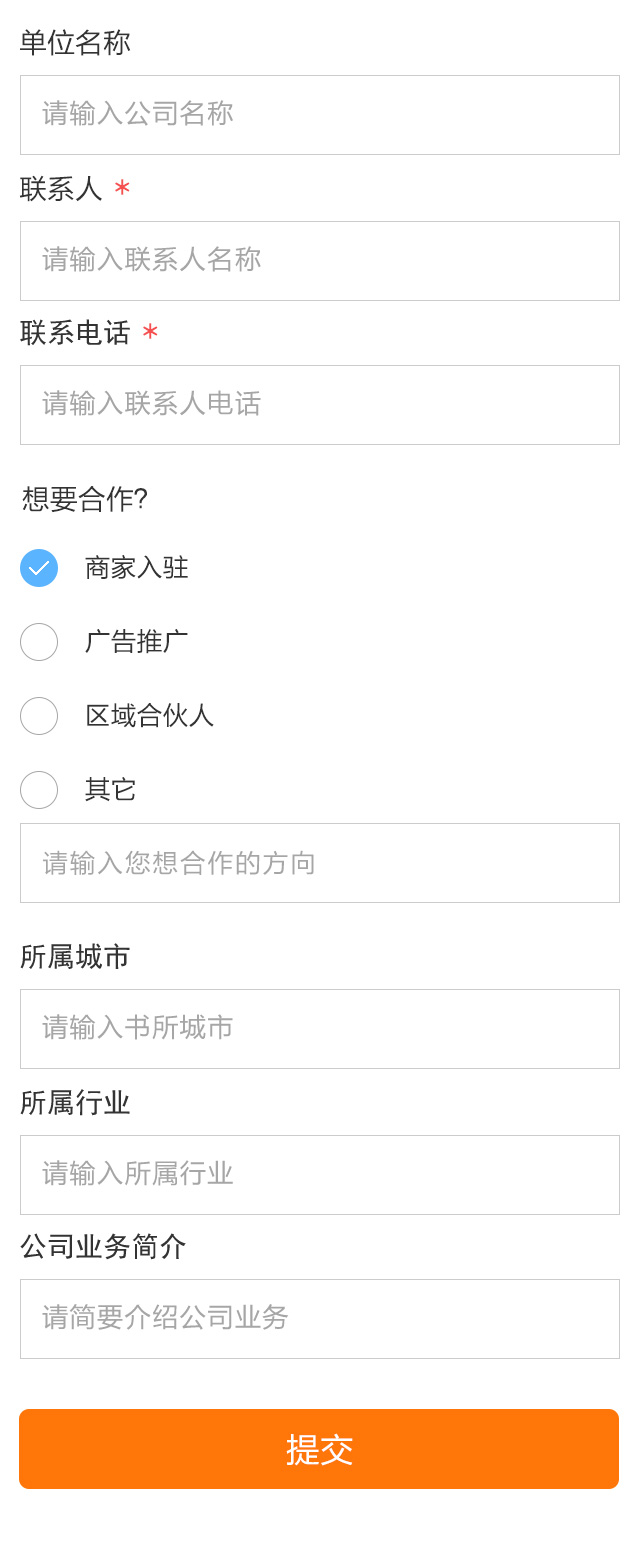 单位名称
请输入公司名称
联系人 *
请输入联系人名称
联系电话 *
请输入联系人电话
想要合作?
商家入驻
广告推广
区域合伙人
其它
请输入您想合作的方向
所属城市
请输入书所城市
所属行业
请输入所属行业
公司业务简介
请简要介绍公司业务
提交